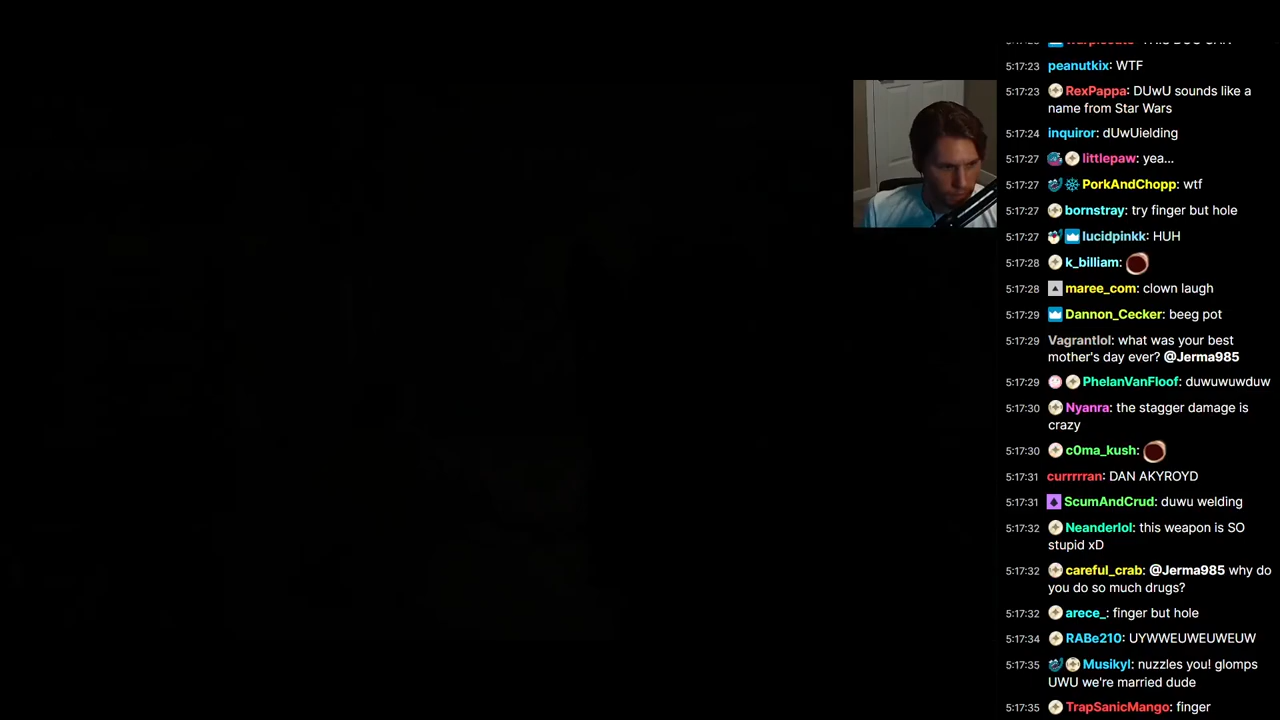 5:17:23 peanutkix: WTF
5:17:23 RexPappa: DUwU sounds like a
name from Star Wars
5:17:24 inquiror: dUwUielding
5:17:27 littlepaw: yea...
5:17:27 PorkAndChopp: wtf
5:17:27 bornstray: try finger but hole
5:17:27 lucidpinkk: HUH
5:17:28 k_billiam:
5:17:28 maree_com: clown laugh
5:17:29 Dannon_Cecker: beeg pot
5:17:29 Vagrantlol: what was your best
mother's day ever? @Jerma985
5:17:29 PhelanVanFloof: duwuwuwduw
5:17:30 Nyanra: the stagger damage is
crazy
5:17:30 c0ma_kush:
5:17:31 currrrran: DAN AKYROYD
5:17:31 ScumAndCrud: duwu welding
5:17:32 Neanderlol: this weapon is SO
stupid xD
5:17:32 careful_crab: @Jerma985 why do
you do so much drugs?
5:17:32 arece_: finger but hole
5:17:34 RABe210: UYWWEUWEUWEUW
5:17:35 Musikyl: nuzzles you! glomps
UWU we're married dude
5:17:35 TrapSanicMango: finger